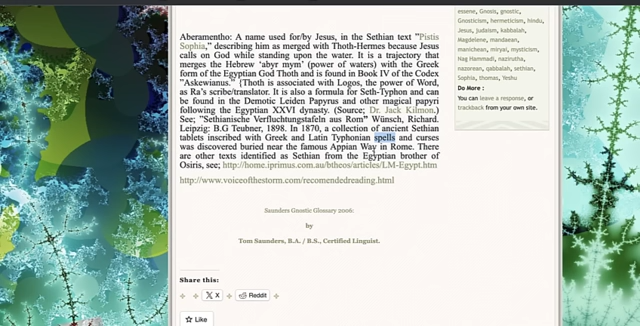 Aberamentho: A name used for/by Jesus, in the Sethian text "Pistis
Sophia," describing him as merged with Thoth-Hermes because Jesus
calls on God while standing upon the water. It is a trajectory that
merges the Hebrew 'abyr mym' (power of waters) with the Greek
form of the Egyptian God Thoth and is found in Book IV of the Codex
"Askewianus." {Thoth is associated with Logos, the power of Word,
as Ra's scribe/translator. It is also a formula for Seth-Typhon and can
be found in the Demotic Leiden Papyrus and other magical papyri
following the Egyptian XXVI dynasty. (Source; Dr. Jack Kilmon.)
See; "Sethianische Verfluchungstafeln aus Rom" Wünsch, Richard.
Leipzig: B.G Teubner, 1898. In 1870, a collection of ancient Sethian
tablets inscribed with Greek and Latin Typhonian spells and curses
was discovered buried near the famous Appian Way in Rome. There
are other texts identified as Sethian from the Egyptian brother of
Osiris, see; http://home.iprimus.com.au/btheos/articles/LM-Egypt.htm
http://www.voiceofthestorm.com/recomendedreading.html
Saunders Gnostic Glossary 2006:
by
Tom Saunders, B.A. / B.S., Certified Linguist.
Share this:
X
Reddit
Like
essene, Gnosis, gnostic,
Gnosticism, hermeticism, hindu,
Jesus, judaism, kabbalah,
Magdelene, mandaean,
manichean, miryai, mysticism,
Nag Hammadi, nazirutha,
nazorean, qabbalah, sethian,
Sophia, thomas, Yeshu
Do More :
You can leave a response, or
trackback from your own site.